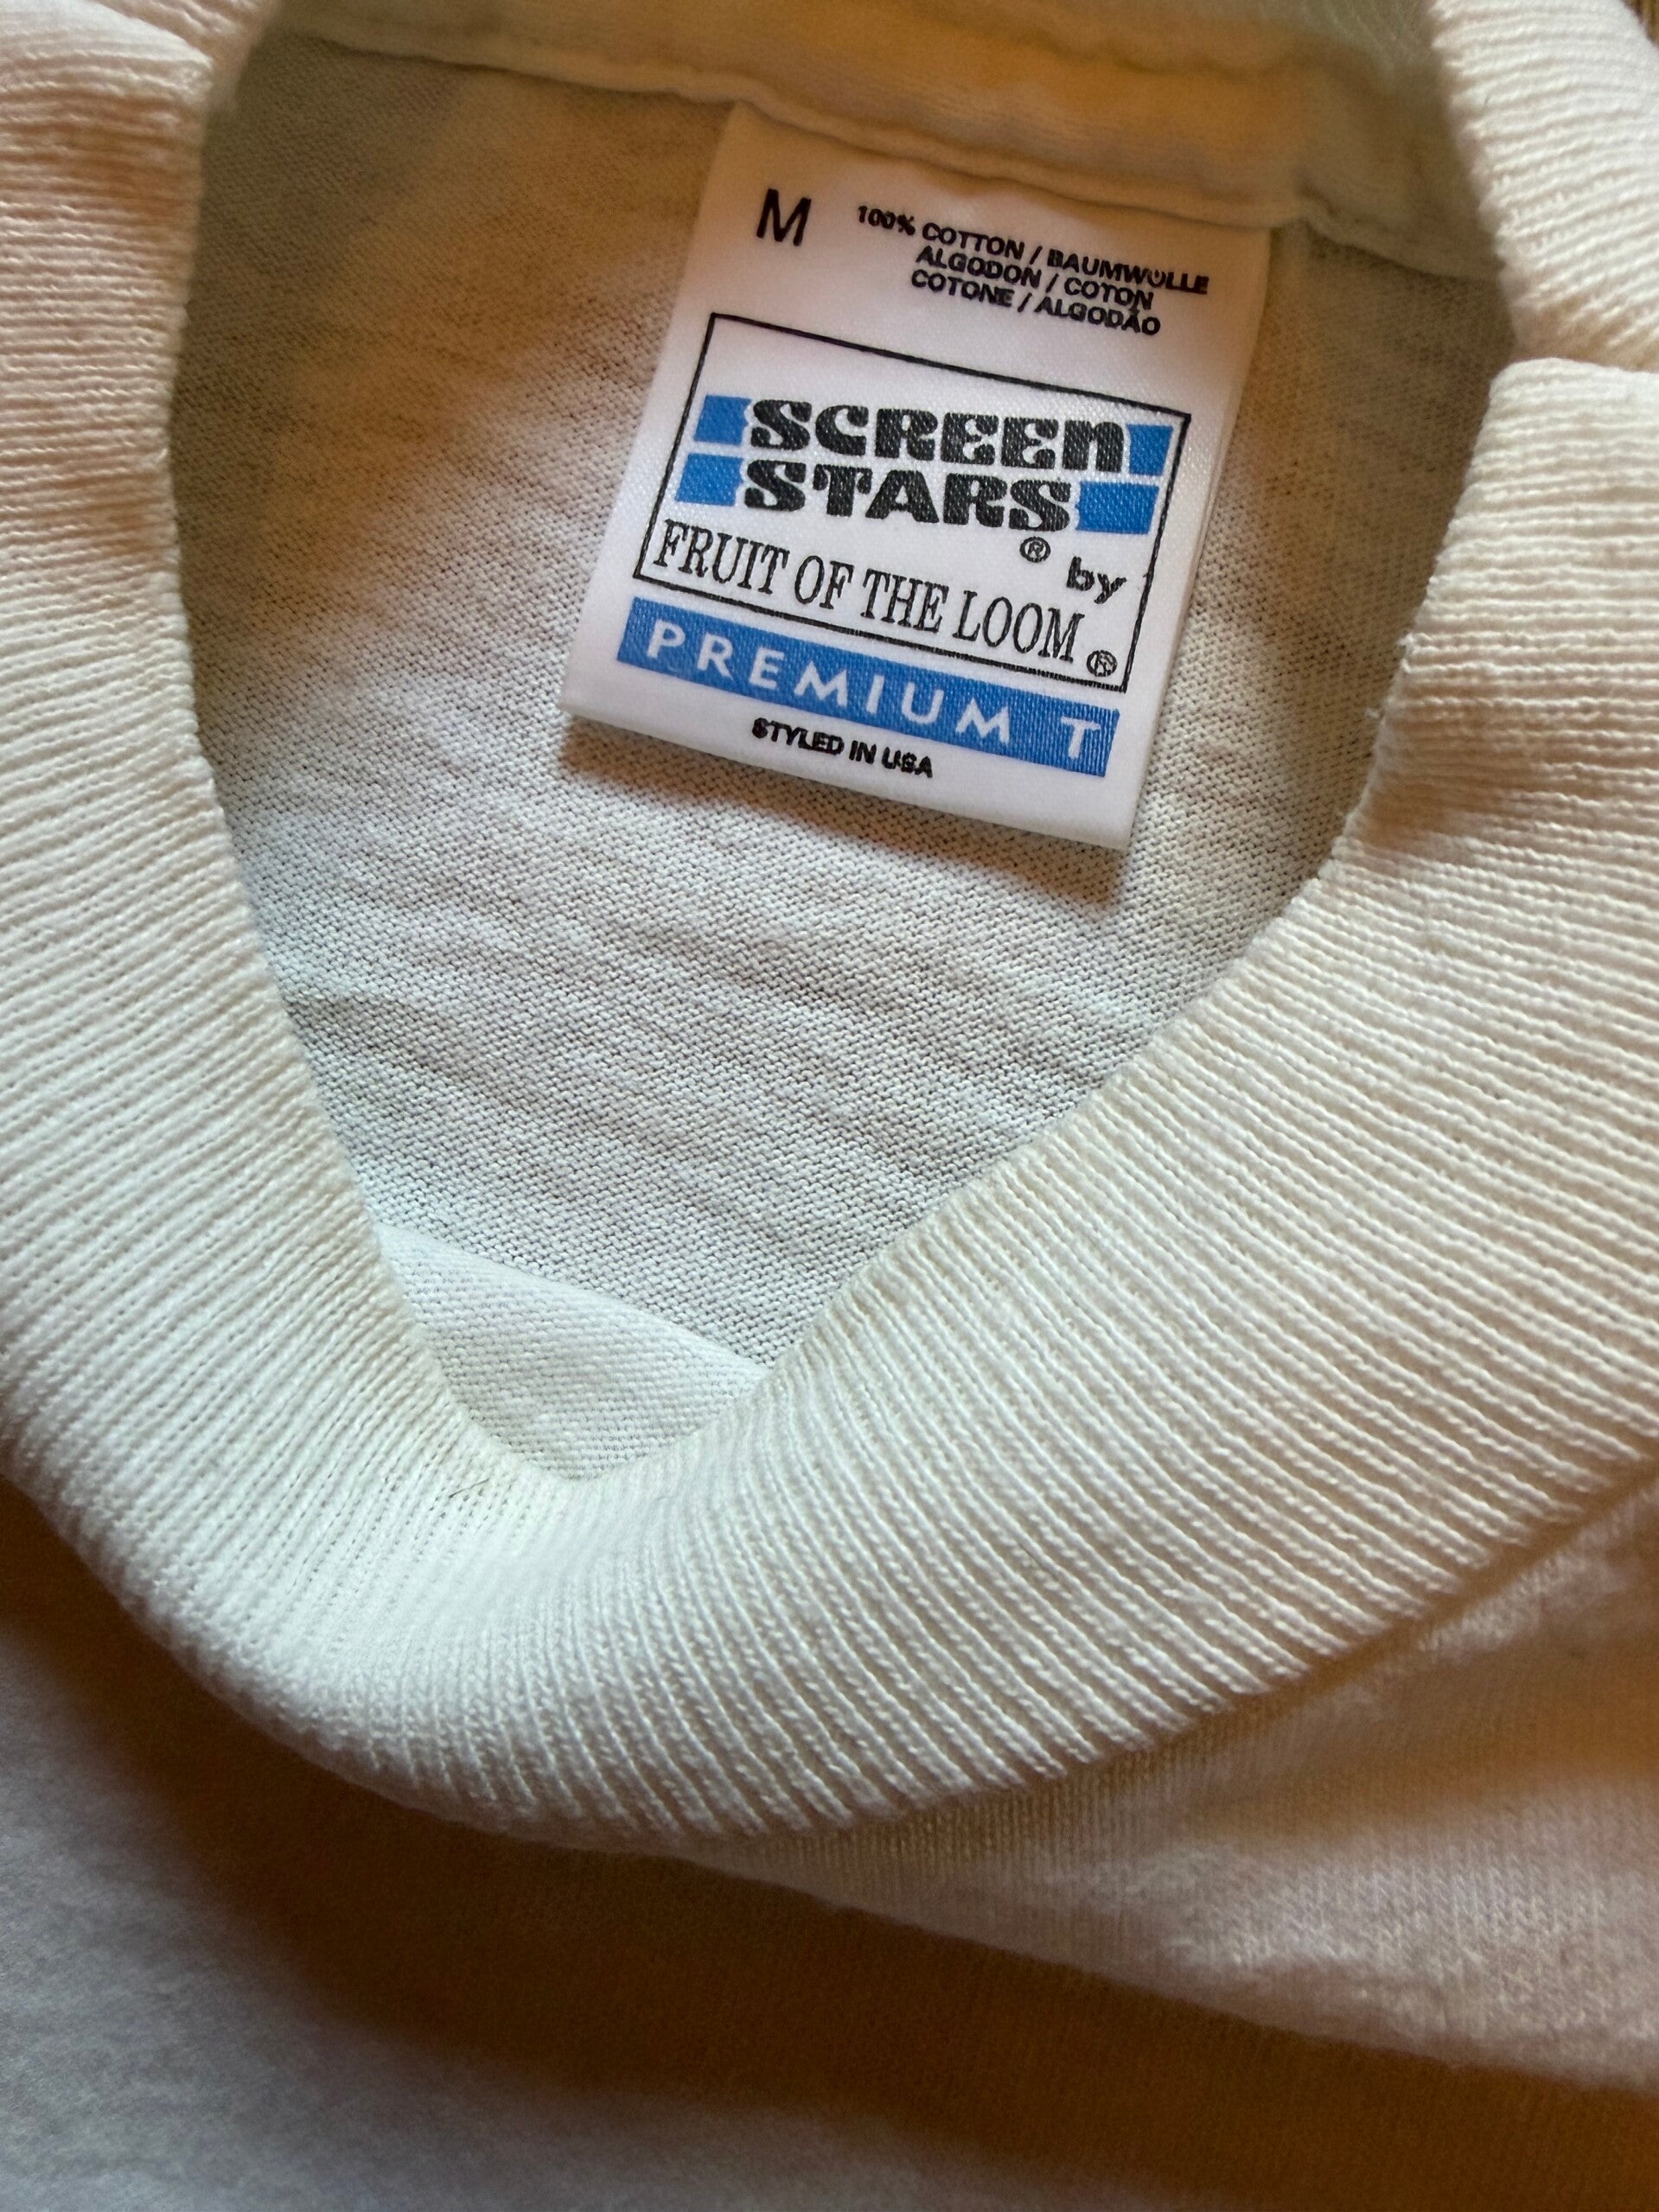 M
100% COTTON / BAUMWOLLE
ALGODON / COTON
COTONE / ALGODÃO
SCREEN
STARS® by
FRUIT OF THE LOOM®
PREMIUM T
STYLED IN USA